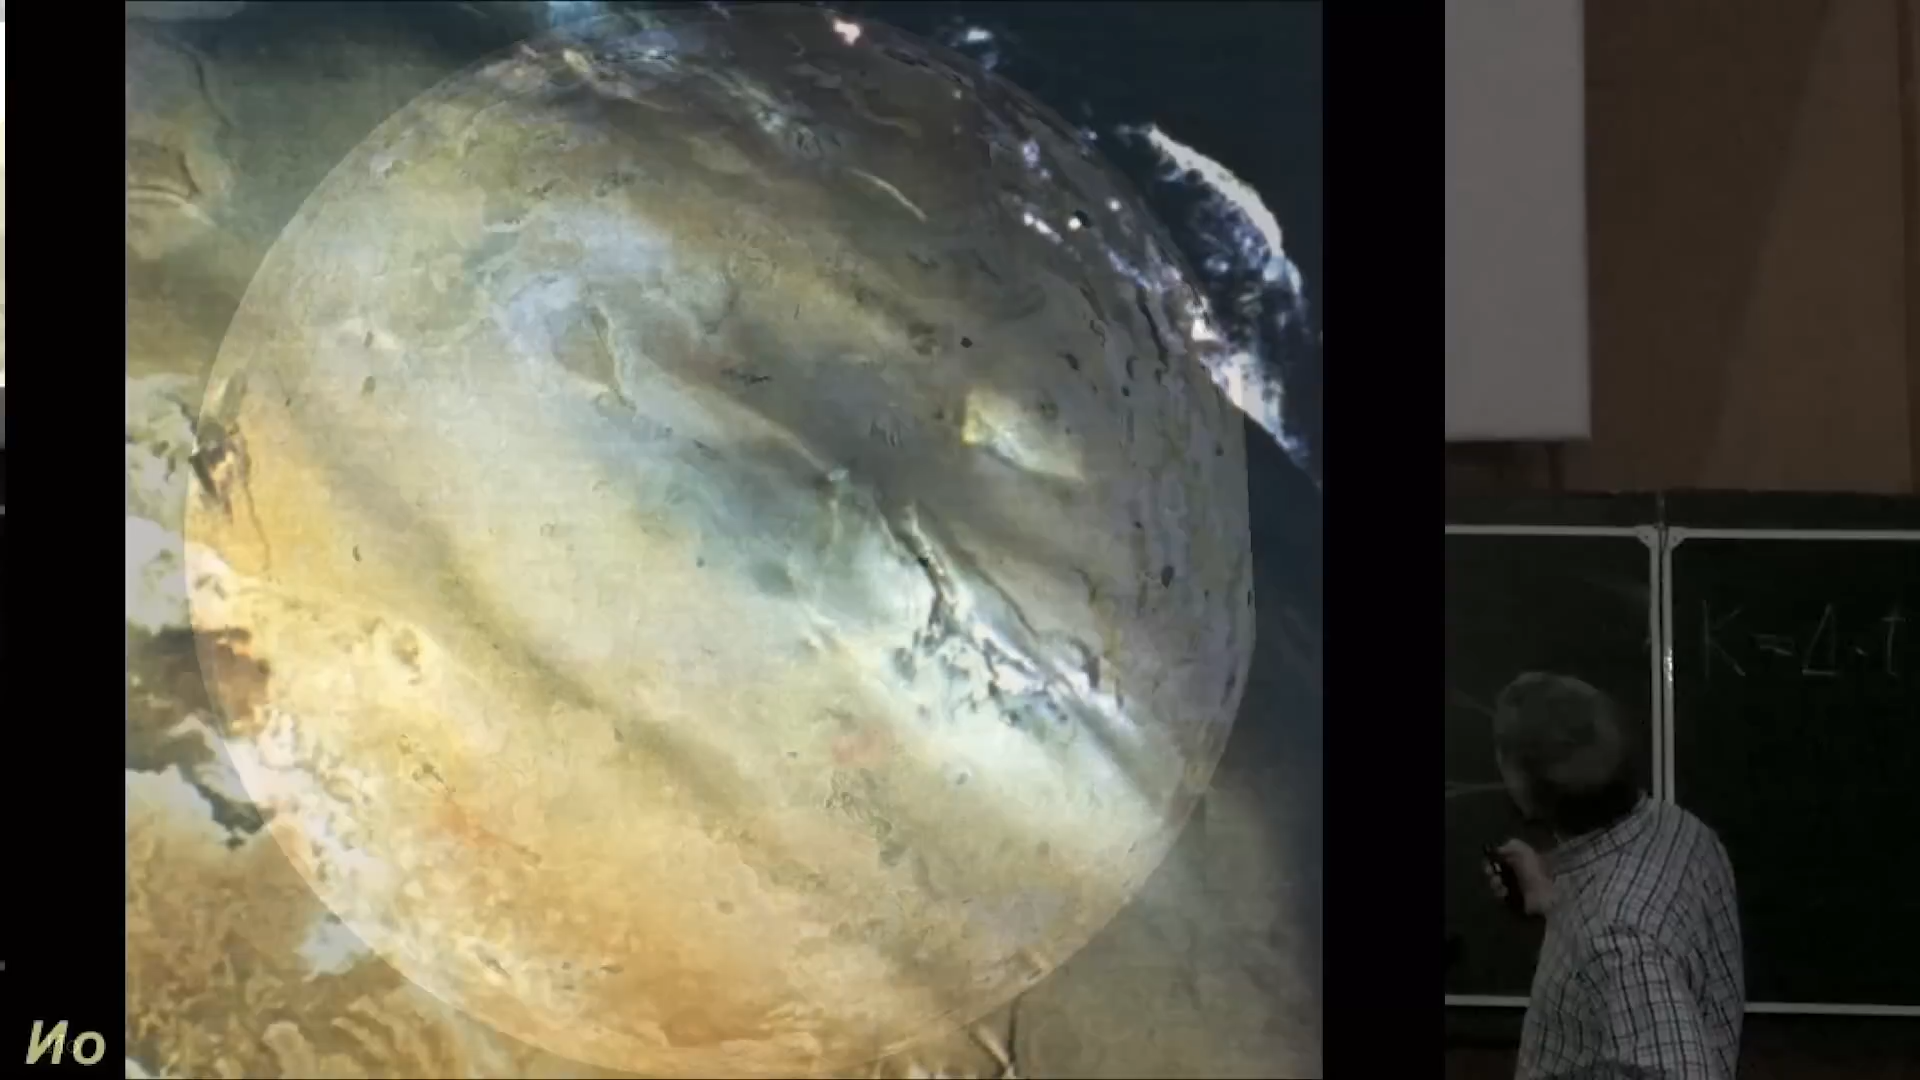 Ио
K = Δ · t